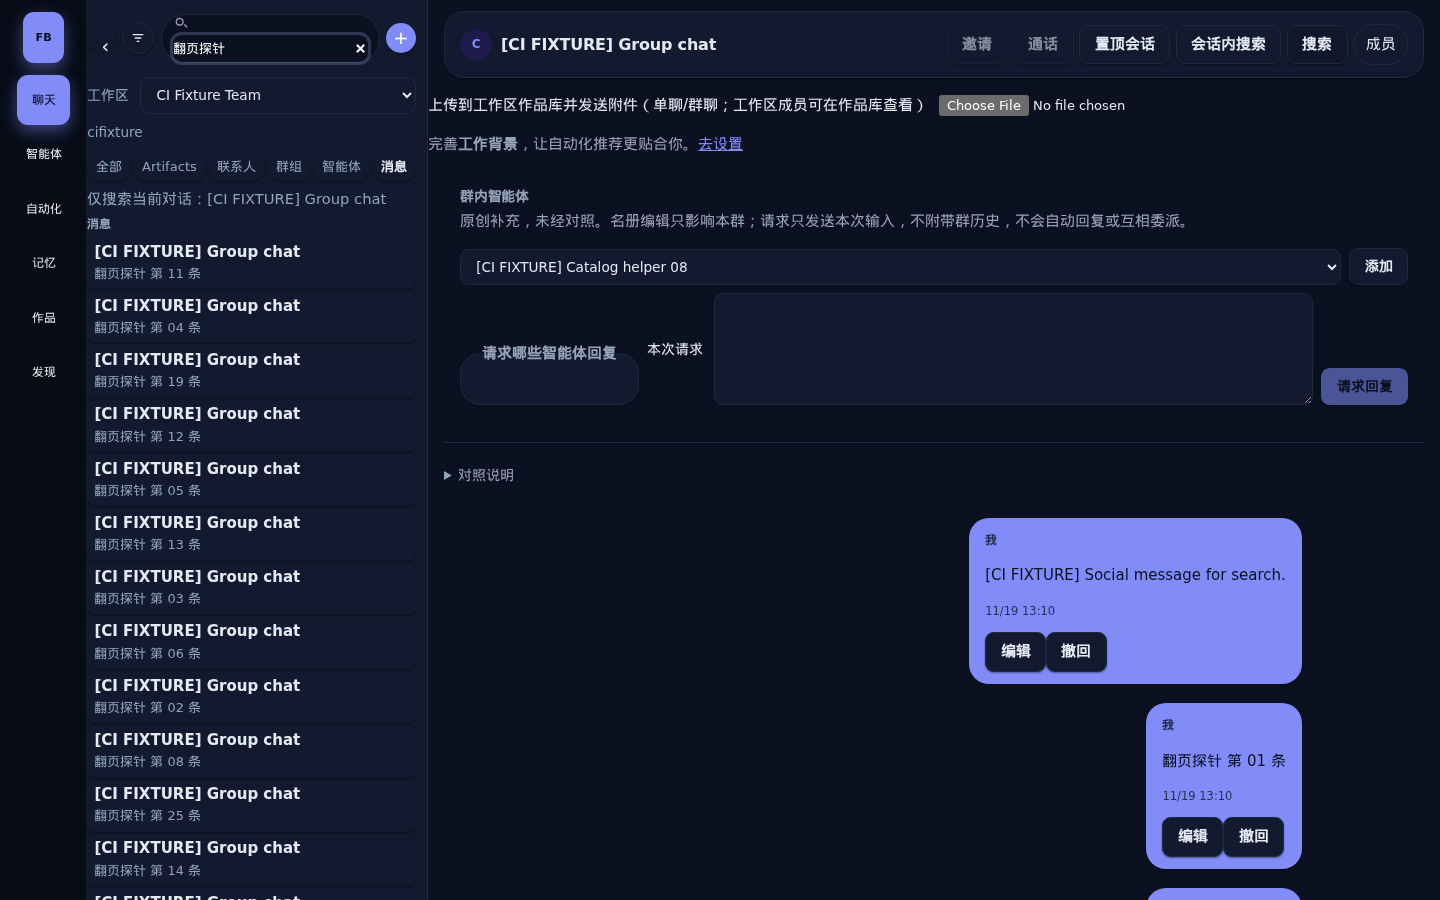 FB
聊天
智能体
自动化
记忆
作品
发现
翻页探针
工作区
CI Fixture Team
cifixture
全部 Artifacts 联系人 群组 智能体 消息
仅搜索当前对话：[CI FIXTURE] Group chat
消息
[CI FIXTURE] Group chat
翻页探针 第 11 条
[CI FIXTURE] Group chat
翻页探针 第 04 条
[CI FIXTURE] Group chat
翻页探针 第 19 条
[CI FIXTURE] Group chat
翻页探针 第 12 条
[CI FIXTURE] Group chat
翻页探针 第 05 条
[CI FIXTURE] Group chat
翻页探针 第 13 条
[CI FIXTURE] Group chat
翻页探针 第 03 条
[CI FIXTURE] Group chat
翻页探针 第 06 条
[CI FIXTURE] Group chat
翻页探针 第 02 条
[CI FIXTURE] Group chat
翻页探针 第 08 条
[CI FIXTURE] Group chat
翻页探针 第 25 条
[CI FIXTURE] Group chat
翻页探针 第 14 条
[CI FIXTURE] Group chat
C [CI FIXTURE] Group chat 邀请 通话 置顶会话 会话内搜索 搜索 成员
上传到工作区作品库并发送附件（单聊/群聊；工作区成员可在作品库查看） Choose File No file chosen
完善工作背景，让自动化推荐更贴合你。去设置
群内智能体
原创补充，未经对照。名册编辑只影响本群；请求只发送本次输入，不附带群历史，不会自动回复或互相委派。
[CI FIXTURE] Catalog helper 08 添加
请求哪些智能体回复 本次请求 请求回复
对照说明
我
[CI FIXTURE] Social message for search.
11/19 13:10
编辑 撤回
我
翻页探针 第 01 条
11/19 13:10
编辑 撤回